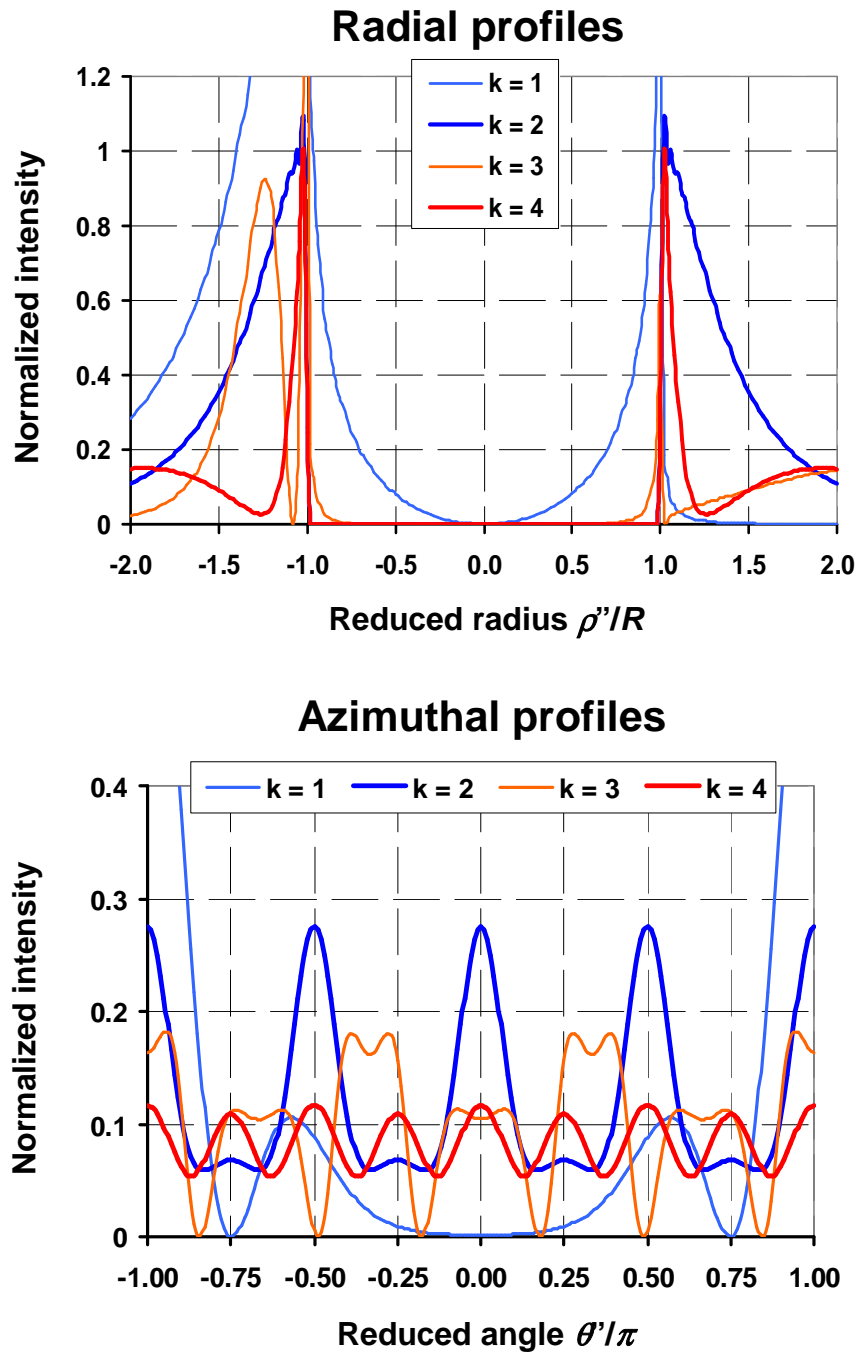 Radial profiles
Normalized intensity
1.2
1
0.8
0.6
0.4
0.2
0
k = 1
k = 2
k = 3
k = 4
-2.0 -1.5 -1.0 -0.5 0.0 0.5 1.0 1.5 2.0
Reduced radius ρ”/R
Azimuthal profiles
Normalized intensity
0.4
0.3
0.2
0.1
0
k = 1 k = 2 k = 3 k = 4
-1.00 -0.75 -0.50 -0.25 0.00 0.25 0.50 0.75 1.00
Reduced angle θ”/π